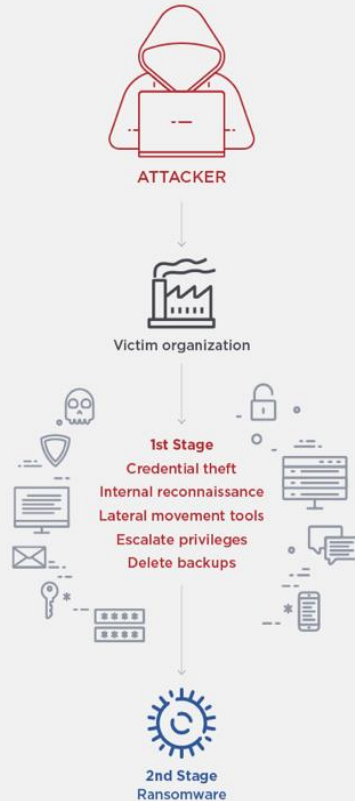 ATTACKER
Victim organization
1st Stage
Credential theft
Internal reconnaissance
Lateral movement tools
Escalate privileges
Delete backups
2nd Stage
Ransomware